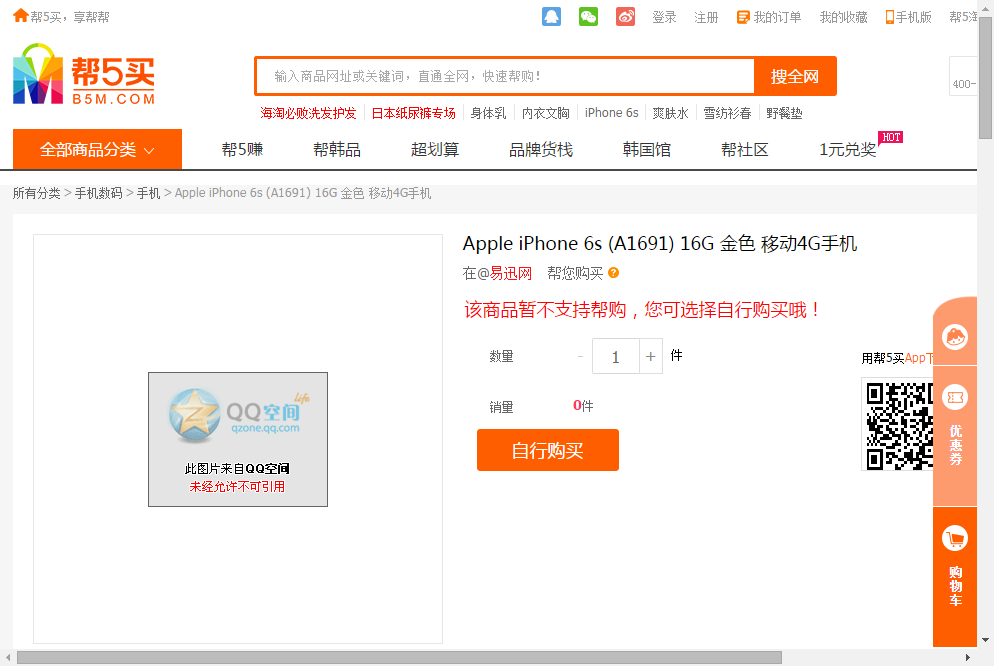 帮5买，享帮帮
登录 注册 我的订单 我的收藏 手机版 帮5淘
帮5买
B5M.COM
输入商品网址或关键词，直通全网，快速帮购！ 搜全网
400-
海淘必败洗发护发 日本纸尿裤专场 身体乳 内衣文胸 iPhone 6s 爽肤水 雪纺衫春 野餐垫
全部商品分类 帮5赚 帮韩品 超划算 品牌货栈 韩国馆 帮社区 1元兑奖 HOT
所有分类 > 手机数码 > 手机 > Apple iPhone 6s (A1691) 16G 金色 移动4G手机
Apple iPhone 6s (A1691) 16G 金色 移动4G手机
在@易迅网 帮您购买 ?
该商品暂不支持帮购，您可选择自行购买哦！
数量 - 1 + 件
用帮5买App下
销量 0件
自行购买
QQ空间 life
qzone.qq.com
此图片来自QQ空间
未经允许不可引用
优惠券
购物车